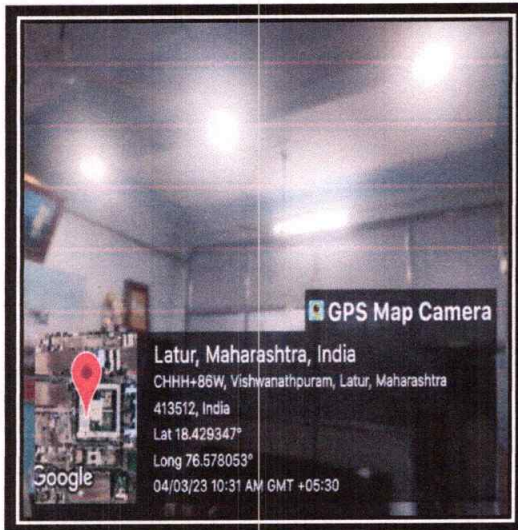 GPS Map Camera
Latur, Maharashtra, India
CHHH+86W, Vishwanathpuram, Latur, Maharashtra
413512, India
Lat 18.429347°
Long 76.578053°
04/03/23 10:31 AM GMT +05:30
Google